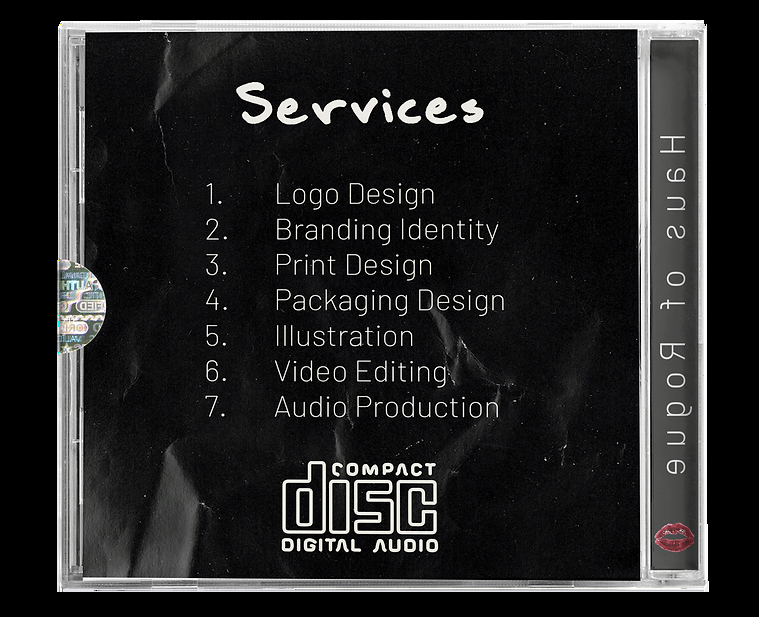 Services
1. Logo Design
2. Branding Identity
3. Print Design
4. Packaging Design
5. Illustration
6. Video Editing
7. Audio Production
COMPACT
disc
DIGITAL AUDIO
Haus of Rogue